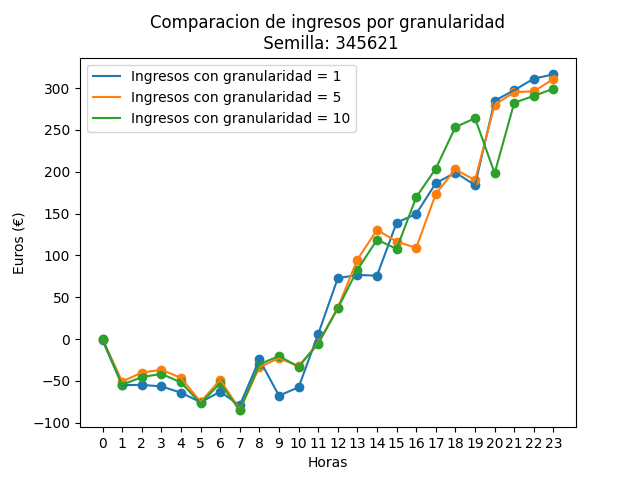 Comparacion de ingresos por granularidad
Semilla: 345621
Ingresos con granularidad = 1
Ingresos con granularidad = 5
Ingresos con granularidad = 10
Euros (€)
300
250
200
150
100
50
0
−50
−100
0 1 2 3 4 5 6 7 8 9 10 11 12 13 14 15 16 17 18 19 20 21 22 23
Horas